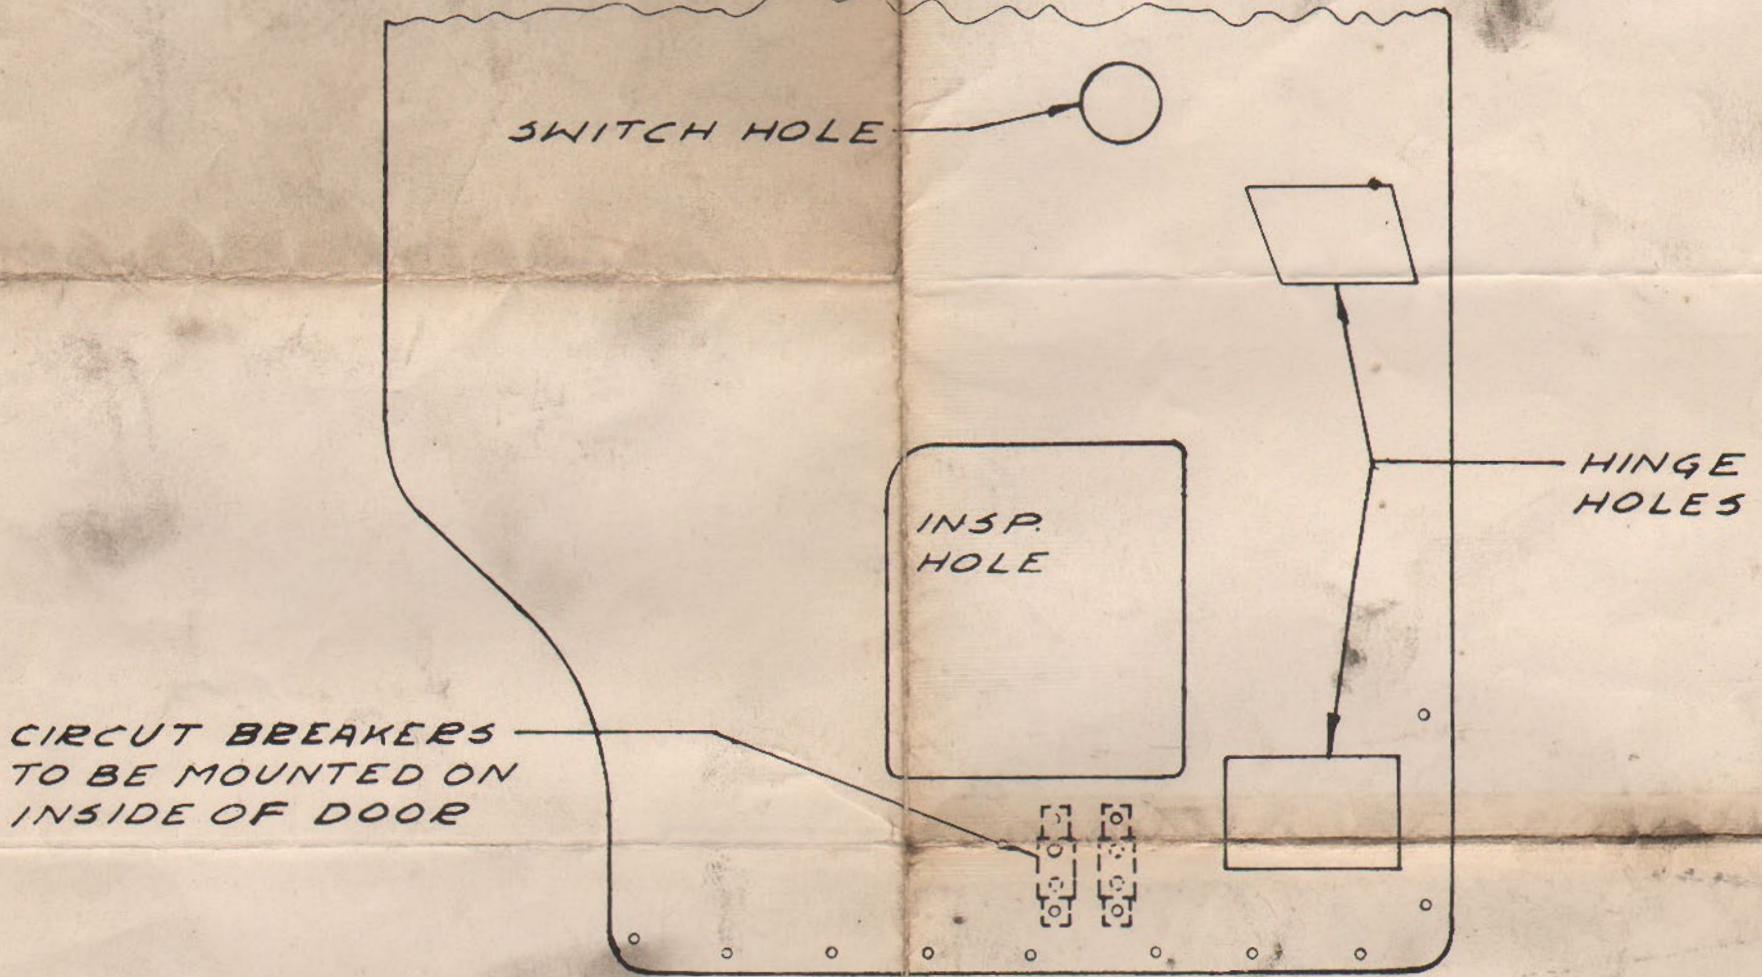 SWITCH HOLE
HINGE
HOLES
INSP.
HOLE
CIRCUT BREAKERS
TO BE MOUNTED ON
INSIDE OF DOOR